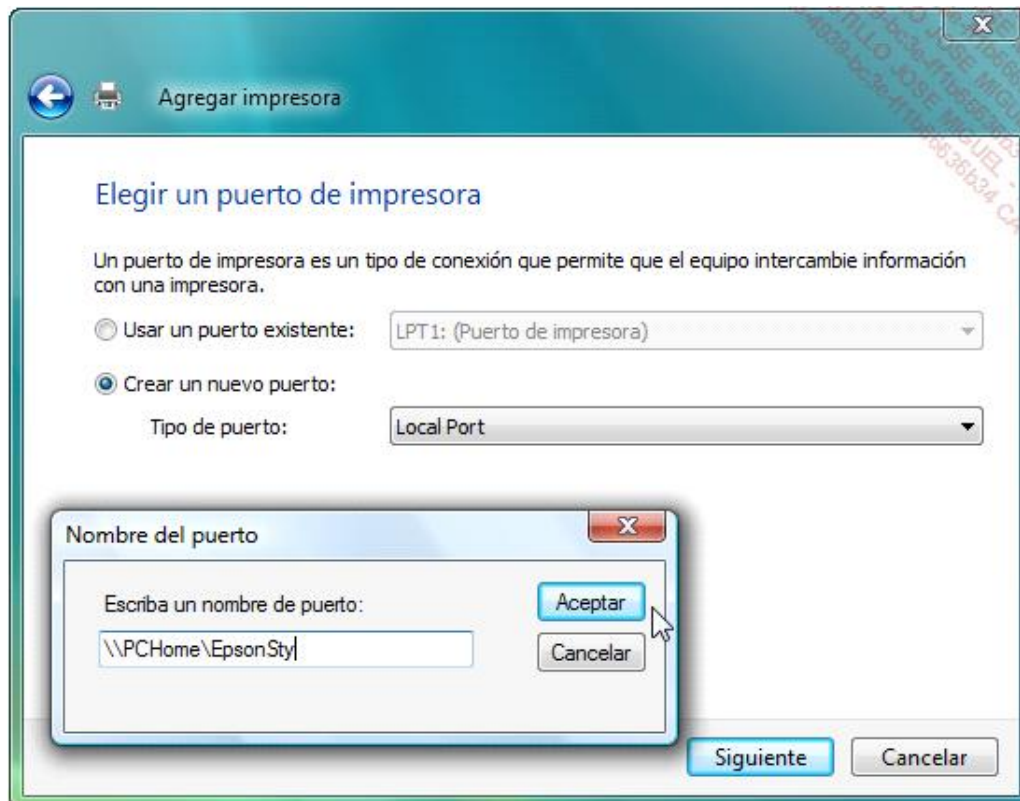 Agregar impresora
Elegir un puerto de impresora
Un puerto de impresora es un tipo de conexión que permite que el equipo intercambie información
con una impresora.
Usar un puerto existente:
LPT1: (Puerto de impresora)
Crear un nuevo puerto:
Tipo de puerto:
Local Port
Nombre del puerto
Escriba un nombre de puerto:
Aceptar
\\PCHome\EpsonSty
Cancelar
Siguiente
Cancelar